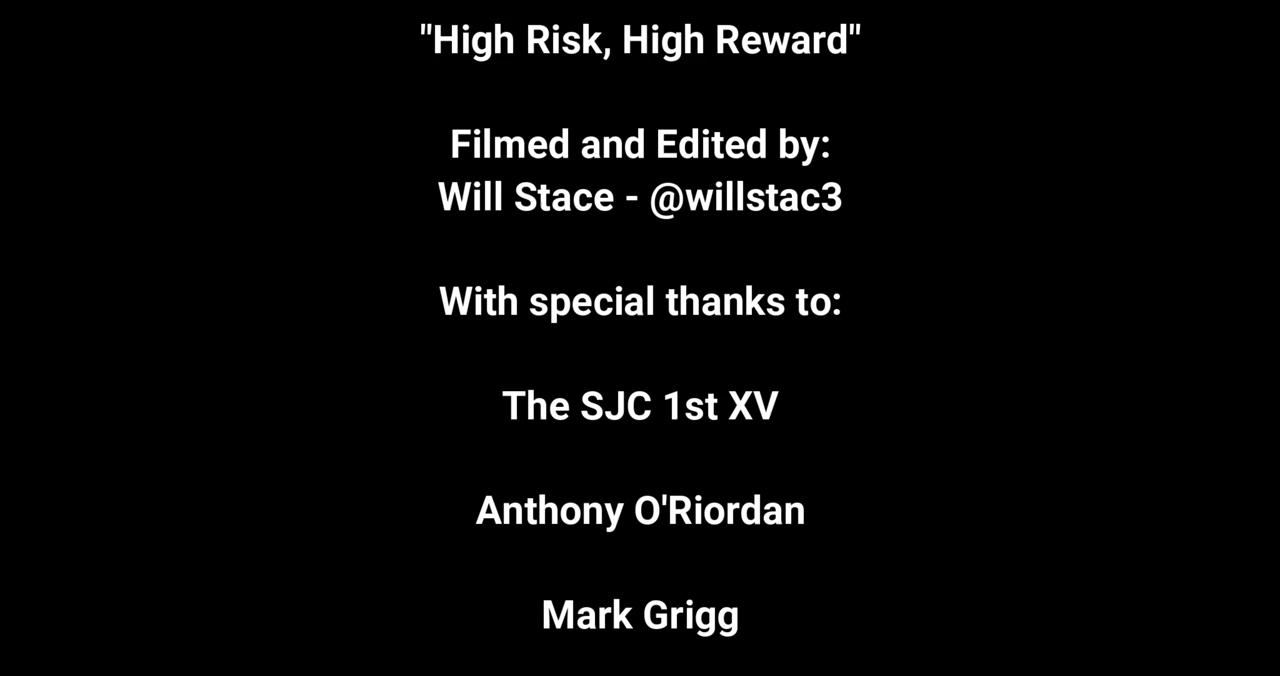 "High Risk, High Reward"
Filmed and Edited by:
Will Stace - @willstac3
With special thanks to:
The SJC 1st XV
Anthony O'Riordan
Mark Grigg